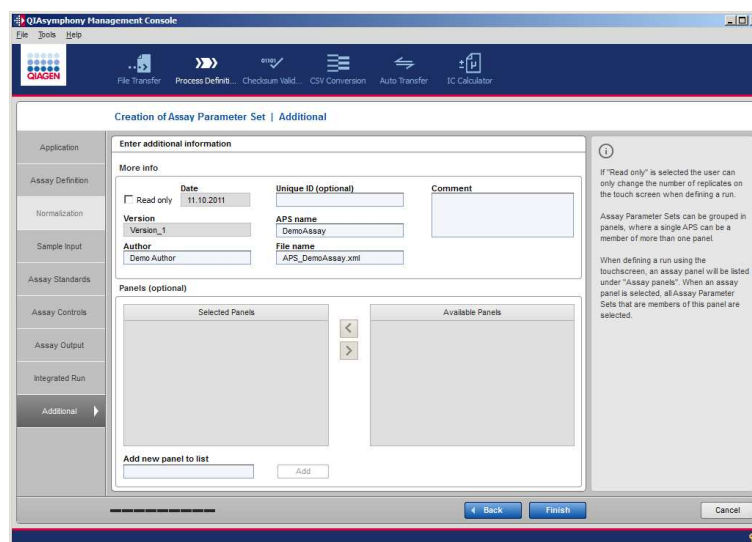 QIAsymphony Management Console
File Tools Help
QIAGEN
File Transfer
Process Definiti...
Checksum Valid...
CSV Conversion
Auto Transfer
IC Calculator
Creation of Assay Parameter Set | Additional
Application
Assay Definition
Normalization
Sample Input
Assay Standards
Assay Controls
Assay Output
Integrated Run
Additional
Enter additional information
More info
Read only
Date
11.10.2011
Unique ID (optional)
Comment
Version
Version_1
APS name
DemoAssay
Author
Demo Author
File name
APS_DemoAssay.xml
Panels (optional)
Selected Panels
Available Panels
Add new panel to list
Add
If "Read only" is selected the user can
only change the number of replicates on
the touch screen when defining a run.
Assay Parameter Sets can be grouped in
panels, where a single APS can be a
member of more than one panel.
When defining a run using the
touchscreen, an assay panel will be listed
under "Assay panels". When an assay
panel is selected, all Assay Parameter
Sets that are members of this panel are
selected.
Back
Finish
Cancel